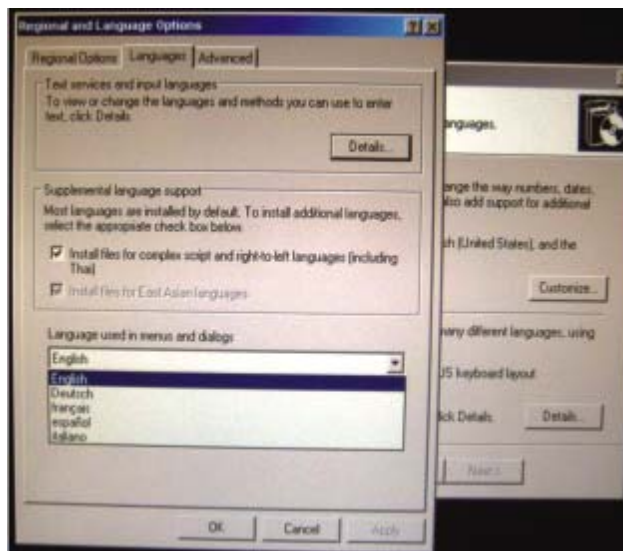 Regional and Language Options
Regional Options Languages Advanced
Text services and input languages
To view or change the languages and methods you can use to enter
text, click Details.
Details...
Supplemental language support
Most languages are installed by default. To install additional languages,
select the appropriate check box below.
Install files for complex script and right-to-left languages (including
Thai)
Install files for East Asian languages
Language used in menus and dialogs
English
English
Deutsch
français
español
italiano
OK Cancel Apply
anguages.
ange the way numbers, dates,
also add support for additional
sh (United States), and the
Customize...
many different languages, using
US keyboard layout
lick Details.
Details...
Next >